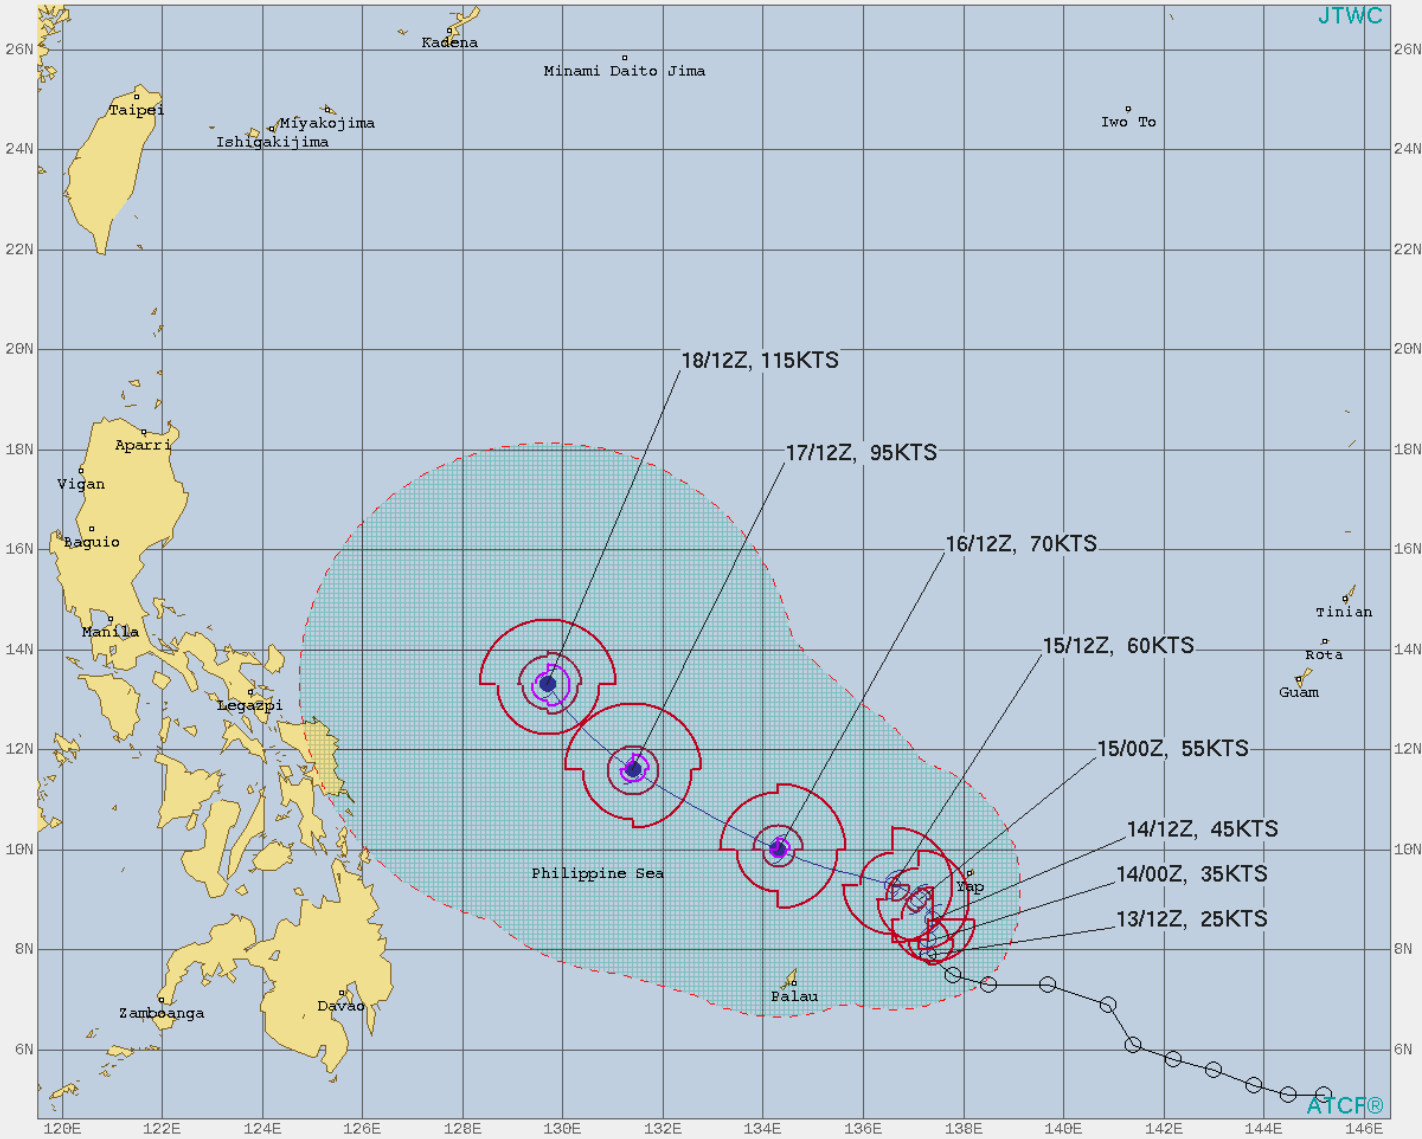 JTWC
Kadena
26N
26N
Minami Daito Jima
Taipei
Miyakojima
Iwo To
Ishigakijima
24N
24N
22N
22N
20N
20N
18/12Z, 115KTS
Aparri
18N
17/12Z, 95KTS
18N
Vigan
Baguio
16N
16/12Z, 70KTS
16N
Tinian
Manila
14N
15/12Z, 60KTS
14N
Rota
Guam
Legazpi
12N
15/00Z, 55KTS
12N
14/12Z, 45KTS
10N
10N
Philippine Sea
14/00Z, 35KTS
Yap
13/12Z, 25KTS
8N
8N
Palau
Davao
Zamboanga
6N
6N
ATCF®
120E 122E 124E 126E 128E 130E 132E 134E 136E 138E 140E 142E 144E 146E